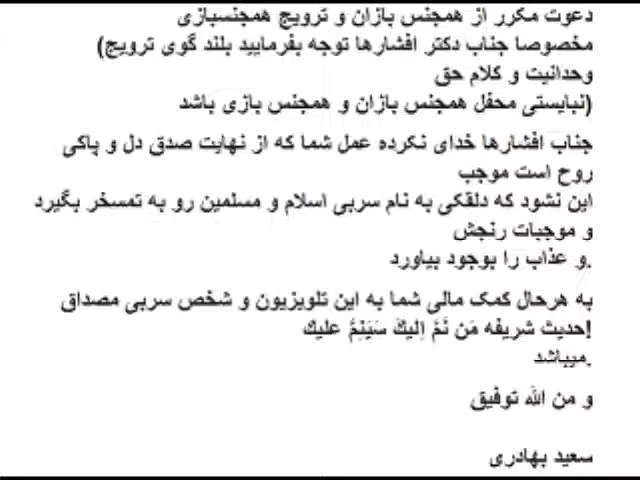 دعوت مکرر از همجنس بازان و ترویج همجنسبازی
مخصوصا جناب دکتر افشارها توجه بفرمایید بلند گوی ترویج)
وحدانیت و کلام حق
(نبایستی محفل همجنس بازان و همجنس بازی باشد
جناب افشارها خدای نکرده عمل شما که از نهایت صدق دل و پاکی
روح است موجب
این نشود که دلقکی به نام سربی اسلام و مسلمین رو به تمسخر بگیرد
و موجبات رنجش
.و عذاب را بوجود بیاورد
به هرحال کمک مالی شما به این تلویزیون و شخص سربی مصداق
!حدیث شریفه مَن نَمَّ اِلیکَ سَیَنِمَّ علیك
.میباشد
و من الله توفیق
سعید بهادری